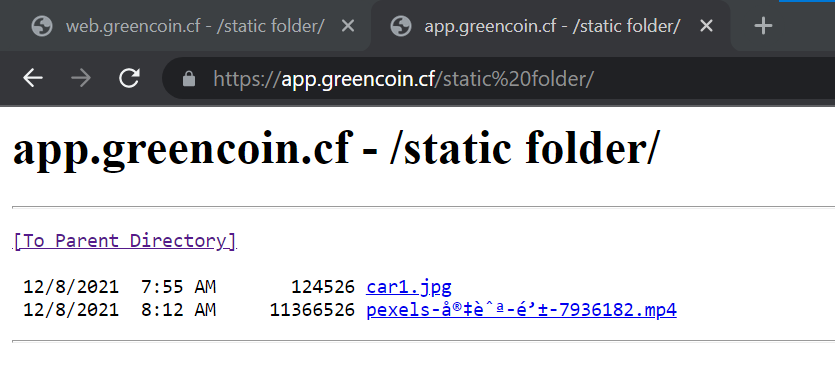 web.greencoin.cf - /static folder/
app.greencoin.cf - /static folder/
https://app.greencoin.cf/static%20folder/
app.greencoin.cf - /static folder/
[To Parent Directory]
12/8/2021 7:55 AM 124526 car1.jpg
12/8/2021 8:12 AM 11366526 pexels-å®‡èˆª-é’±-7936182.mp4